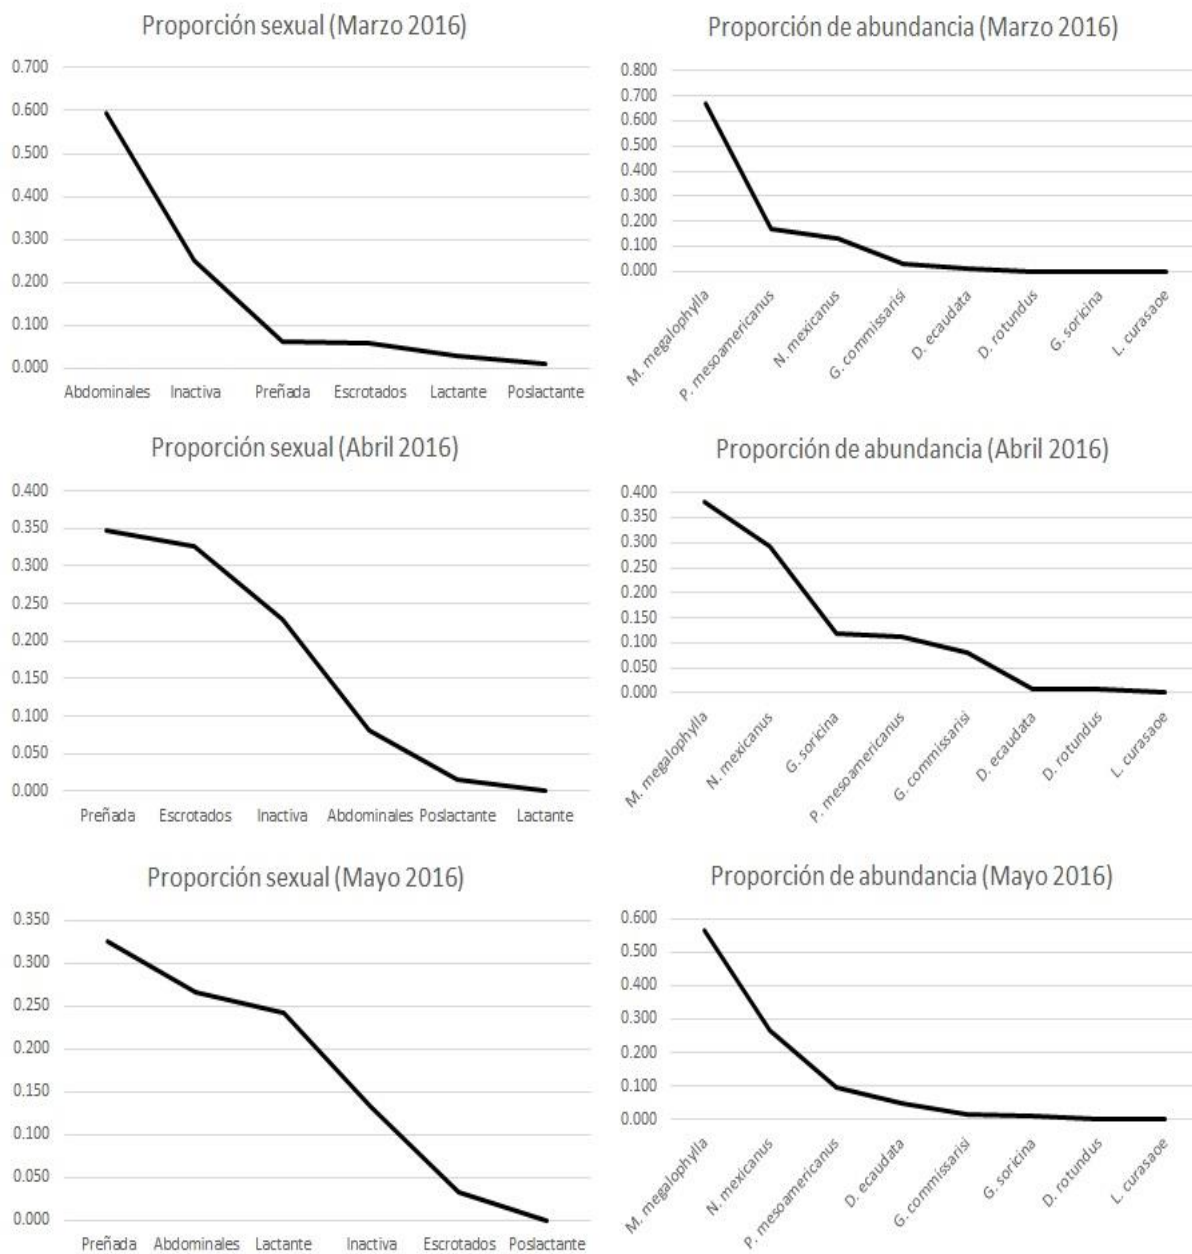 Proporción sexual (Marzo 2016)
0.700
0.600
0.500
0.400
0.300
0.200
0.100
0.000
Abdominales Inactiva Preñada Escrotados Lactante Poslactante
Proporción de abundancia (Marzo 2016)
0.800
0.700
0.600
0.500
0.400
0.300
0.200
0.100
0.000
M. megalophylla
P. mesoamericanus
N. mexicanus
G. commissarisi
D. ecaudata
D. rotundus
G. soricina
L. curasaoe
Proporción sexual (Abril 2016)
0.400
0.350
0.300
0.250
0.200
0.150
0.100
0.050
0.000
Preñada Escrotados Inactiva Abdominales Poslactante Lactante
Proporción de abundancia (Abril 2016)
0.400
0.350
0.300
0.250
0.200
0.150
0.100
0.050
0.000
M. megalophylla
N. mexicanus
G. soricina
P. mesoamericanus
G. commissarisi
D. ecaudata
D. rotundus
L. curasaoe
Proporción sexual (Mayo 2016)
0.350
0.300
0.250
0.200
0.150
0.100
0.050
0.000
Preñada Abdominales Lactante Inactiva Escrotados Poslactante
Proporción de abundancia (Mayo 2016)
0.600
0.500
0.400
0.300
0.200
0.100
0.000
M. megalophylla
N. mexicanus
P. mesoamericanus
D. ecaudata
G. commissarisi
G. soricina
D. rotundus
L. curasaoe